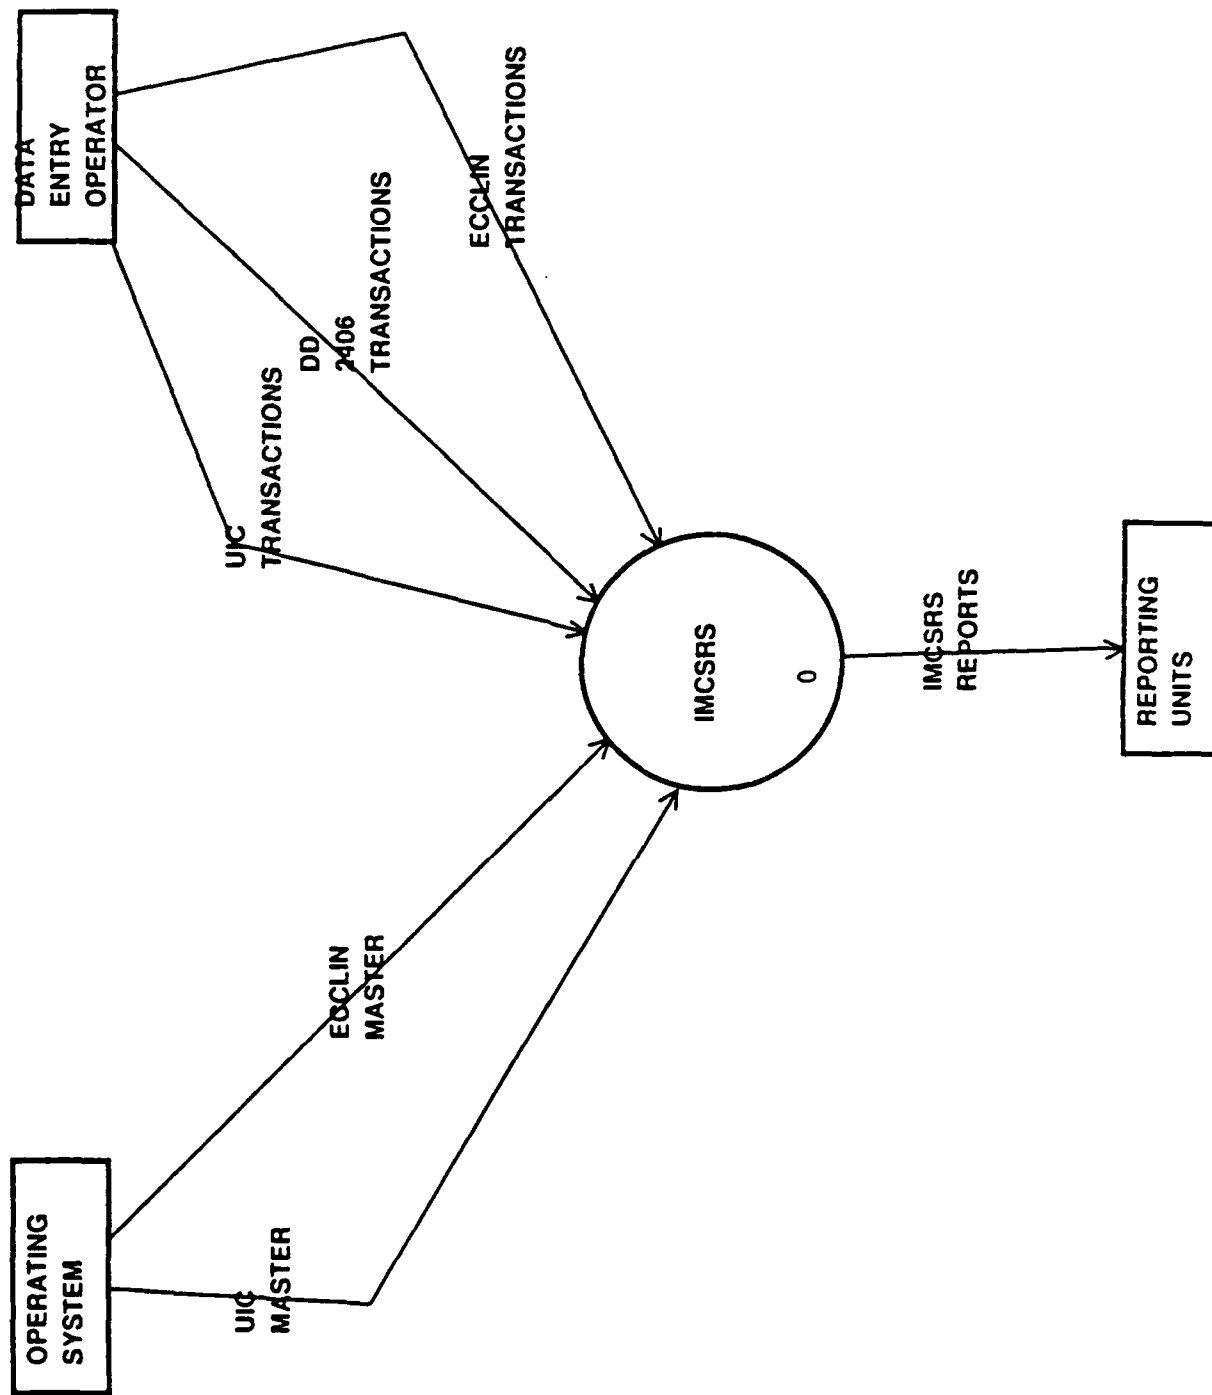 OPERATING
SYSTEM
UIC
MASTER
ECCLIN
MASTER
DATA
ENTRY
OPERATOR
UIC
TRANSACTIONS
DD
2406
TRANSACTIONS
ECCLIN
TRANSACTIONS
IMCSRS
0
IMCSRS
REPORTS
REPORTING
UNITS